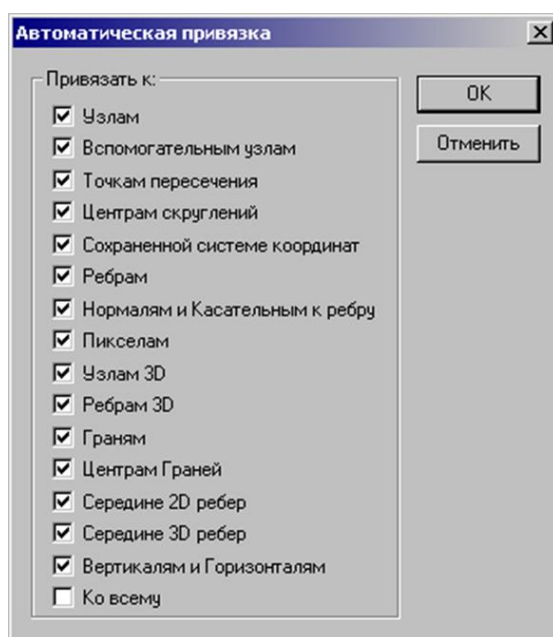 Автоматическая привязка
Привязать к:
Узлам
Вспомогательным узлам
Точкам пересечения
Центрам скруглений
Сохраненной системе координат
Ребрам
Нормалям и Касательным к ребру
Пикселам
Узлам 3D
Ребрам 3D
Граням
Центрам Граней
Середине 2D ребер
Середине 3D ребер
Вертикалям и Горизонталям
Ко всему
OK
Отменить